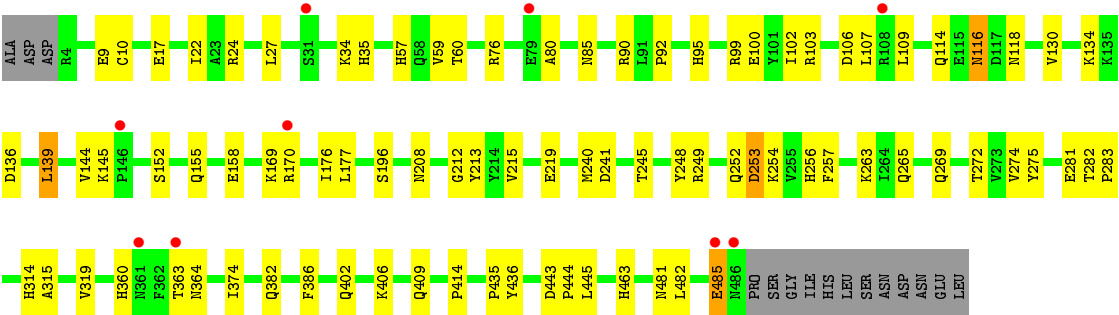 ALA ASP ASP R4 E9 C10 E17 I22 A23 R24 L27 S31 K34 H35 H57 Q58 V59 T60 R76 E79 A80 N85 R90 L91 P92 H95 R99 E100 Y101 I102 R103 D106 L107 R108 L109 Q114 E115 N116 D117 N118 V130 K134 K135
D136 L139 V144 K145 P146 S152 Q155 E158 K169 R170 I176 L177 S196 N208 G212 Y213 Y214 V215 E219 M240 D241 T245 Y248 R249 Q252 D253 K254 V255 H256 F257 K263 I264 Q265 Q269 T272 V273 V274 Y275 E281 T282 P283
H314 A315 V319 H360 N361 F362 T363 N364 I374 Q382 F386 Q402 K406 Q409 P414 P435 Y436 D443 P444 L445 H463 N481 L482 E485 N486 PRO SER GLY ILE HIS LEU SER ASN ASP ASN GLU LEU